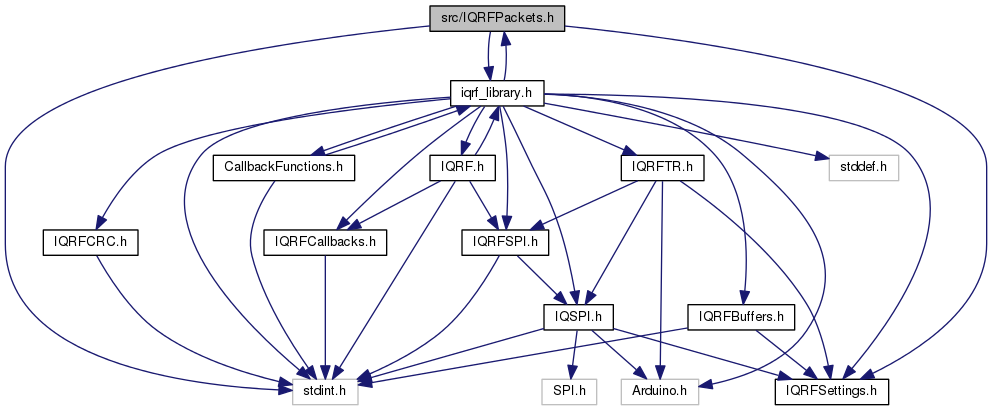 src/IQRFPackets.h
iqrf_library.h
CallbackFunctions.h
IQRF.h
IQRFTR.h
stddef.h
IQRFCRC.h
IQRFCallbacks.h
IQRFSPI.h
IQSPI.h
IQRFBuffers.h
stdint.h
SPI.h
Arduino.h
IQRFSettings.h